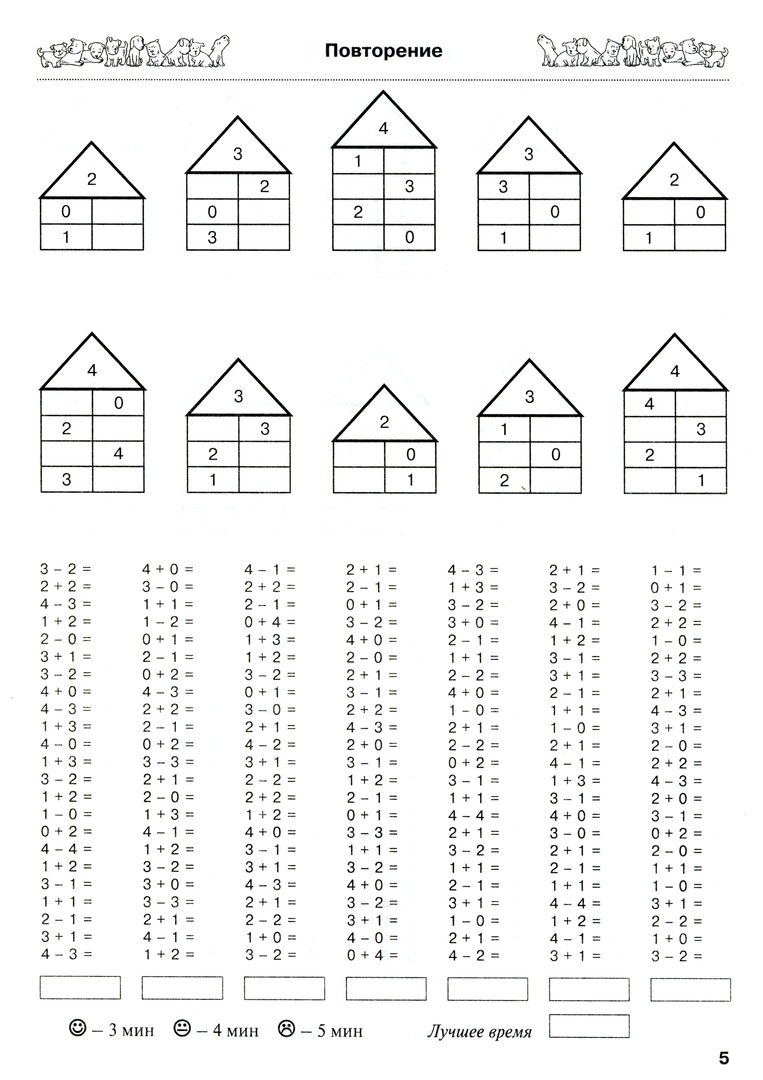 Повторение
4
3 3
1
2 2
2 3 3
0 0 2 0 0
3 1 3 1 1
0
4 4
3 3
0 4
2
2 3 1 3
4 2 0 0 2
3 1 1 2 1
3 – 2 = 4 + 0 = 4 – 1 = 2 + 1 = 4 – 3 = 2 + 1 = 1 – 1 =
2 + 2 = 3 – 0 = 2 + 2 = 2 – 1 = 1 + 3 = 3 – 2 = 0 + 1 =
4 – 3 = 1 + 1 = 2 – 1 = 0 + 1 = 3 – 2 = 2 + 0 = 3 – 2 =
1 + 2 = 1 – 2 = 0 + 4 = 3 – 2 = 3 + 0 = 4 – 1 = 2 + 2 =
2 – 0 = 0 + 1 = 1 + 3 = 4 + 0 = 2 – 1 = 1 + 2 = 1 – 0 =
3 + 1 = 2 – 1 = 1 + 2 = 2 – 0 = 1 + 1 = 3 – 1 = 2 + 2 =
3 – 2 = 0 + 2 = 3 – 2 = 2 + 1 = 2 – 2 = 3 + 1 = 3 – 3 =
4 + 0 = 4 – 3 = 0 + 1 = 3 – 1 = 4 + 0 = 2 – 1 = 2 + 1 =
4 – 3 = 2 + 2 = 3 – 0 = 2 + 2 = 1 – 0 = 1 + 1 = 4 – 3 =
1 + 3 = 2 – 1 = 2 + 1 = 4 – 3 = 2 + 1 = 1 – 0 = 3 + 1 =
4 – 0 = 0 + 2 = 4 – 2 = 2 + 0 = 2 – 2 = 2 + 1 = 2 – 0 =
1 + 3 = 3 – 3 = 3 + 1 = 3 – 1 = 0 + 2 = 4 – 1 = 2 + 2 =
3 – 2 = 2 + 1 = 2 – 2 = 1 + 2 = 3 – 1 = 1 + 3 = 4 – 3 =
1 + 2 = 2 – 0 = 2 + 2 = 2 – 1 = 1 + 1 = 3 – 1 = 2 + 0 =
1 – 0 = 1 + 3 = 1 + 2 = 0 + 1 = 4 – 4 = 4 + 0 = 3 – 1 =
0 + 2 = 4 – 1 = 4 + 0 = 3 – 3 = 2 + 1 = 3 – 0 = 0 + 2 =
4 – 4 = 1 + 2 = 3 – 1 = 1 + 1 = 3 – 2 = 2 + 1 = 2 – 0 =
1 + 2 = 3 – 2 = 3 + 1 = 3 – 2 = 1 + 1 = 2 – 1 = 1 + 1 =
3 – 1 = 3 + 0 = 4 – 3 = 4 + 0 = 2 – 1 = 1 + 1 = 1 – 0 =
1 + 1 = 3 – 3 = 2 + 1 = 3 – 2 = 3 + 1 = 4 – 4 = 3 + 1 =
2 – 1 = 2 + 1 = 2 – 2 = 3 + 1 = 1 – 0 = 1 + 2 = 2 – 2 =
3 + 1 = 4 – 1 = 1 + 0 = 4 – 0 = 2 + 1 = 4 – 1 = 1 + 0 =
4 – 3 = 1 + 2 = 3 – 2 = 0 + 4 = 4 – 2 = 3 + 1 = 3 – 2 =
– 3 мин – 4 мин – 5 мин Лучшее время
5